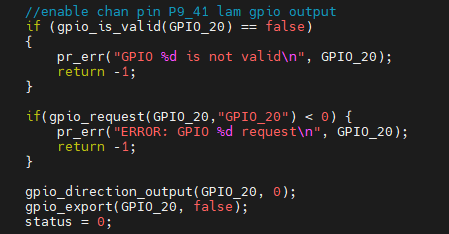 //enable chan pin P9_41 lam gpio output
if (gpio_is_valid(GPIO_20) == false)
{
    pr_err("GPIO %d is not valid\n", GPIO_20);
    return -1;
}

if(gpio_request(GPIO_20,"GPIO_20") < 0) {
    pr_err("ERROR: GPIO %d request\n", GPIO_20);
    return -1;
}

gpio_direction_output(GPIO_20, 0);
gpio_export(GPIO_20, false);
status = 0;